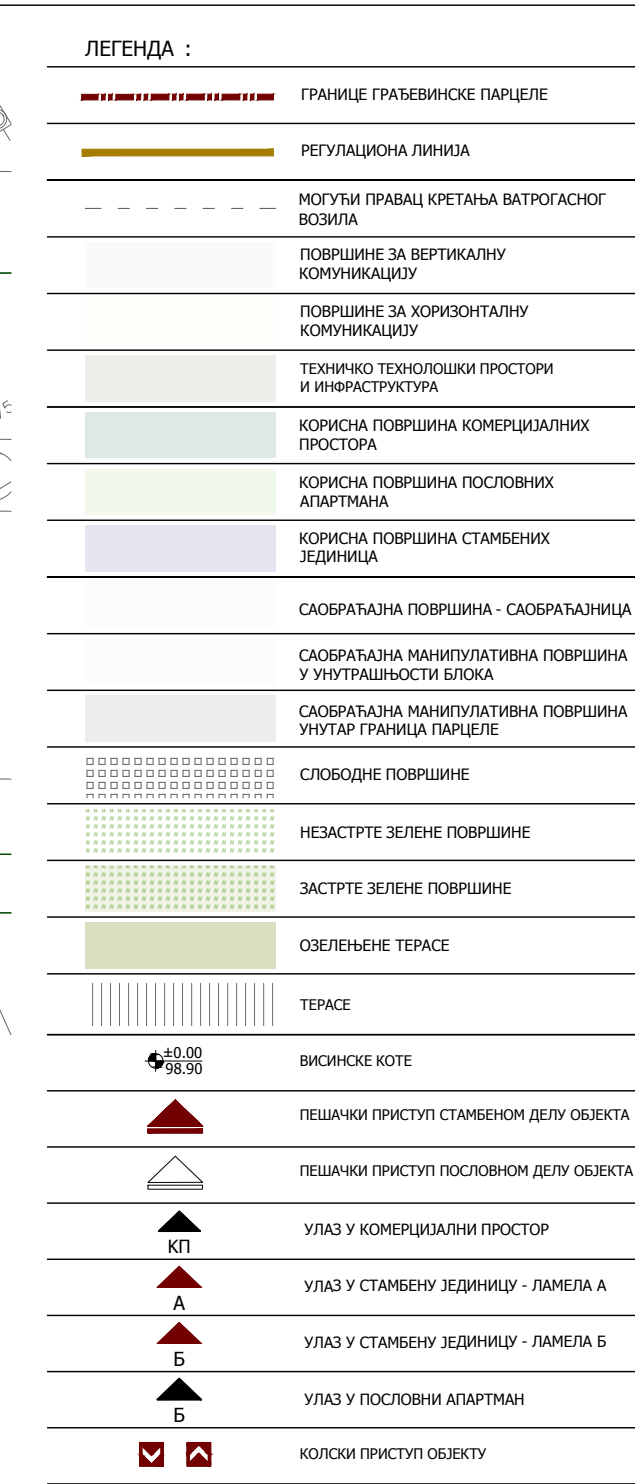 ЛЕГЕНДА :
ГРАНИЦЕ ГРАЂЕВИНСКЕ ПАРЦЕЛЕ
РЕГУЛАЦИОНА ЛИНИЈА
МОГУЋИ ПРАВАЦ КРЕТАЊА ВАТРОГАСНОГ
ВОЗИЛА
ПОВРШИНЕ ЗА ВЕРТИКАЛНУ
КОМУНИКАЦИЈУ
ПОВРШИНЕ ЗА ХОРИЗОНТАЛНУ
КОМУНИКАЦИЈУ
ТЕХНИЧКО ТЕХНОЛОШКИ ПРОСТОРИ
И ИНФРАСТРУКТУРА
КОРИСНА ПОВРШИНА КОМЕРЦИЈАЛНИХ
ПРОСТОРА
КОРИСНА ПОВРШИНА ПОСЛОВНИХ
АПАРТМАНА
КОРИСНА ПОВРШИНА СТАМБЕНИХ
ЈЕДИНИЦА
САОБРАЋАЈНА ПОВРШИНА - САОБРАЋАЈНИЦА
САОБРАЋАЈНА МАНИПУЛАТИВНА ПОВРШИНА
У УНУТРАШЊОСТИ БЛОКА
САОБРАЋАЈНА МАНИПУЛАТИВНА ПОВРШИНА
УНУТАР ГРАНИЦА ПАРЦЕЛЕ
СЛОБОДНЕ ПОВРШИНЕ
НЕЗАСТРТЕ ЗЕЛЕНЕ ПОВРШИНЕ
ЗАСТРТЕ ЗЕЛЕНЕ ПОВРШИНЕ
ОЗЕЛЕЊЕНЕ ТЕРАСЕ
ТЕРАСЕ
±0.00
98.90
ВИСИНСКЕ КОТЕ
ПЕШАЧКИ ПРИСТУП СТАМБЕНОМ ДЕЛУ ОБЈЕКТА
ПЕШАЧКИ ПРИСТУП ПОСЛОВНОМ ДЕЛУ ОБЈЕКТА
КП
УЛАЗ У КОМЕРЦИЈАЛНИ ПРОСТОР
А
УЛАЗ У СТАМБЕНУ ЈЕДИНИЦУ - ЛАМЕЛА А
Б
УЛАЗ У СТАМБЕНУ ЈЕДИНИЦУ - ЛАМЕЛА Б
Б
УЛАЗ У ПОСЛОВНИ АПАРТМАН
КОЛСКИ ПРИСТУП ОБЈЕКТУ